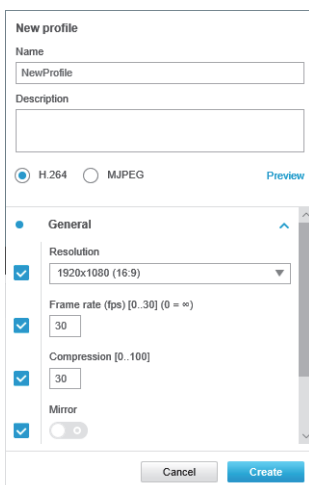 New profile
Name
NewProfile
Description
H.264 MJPEG Preview
General
Resolution
1920x1080 (16:9)
Frame rate (fps) [0..30] (0 = ∞)
30
Compression [0..100]
30
Mirror
Cancel Create